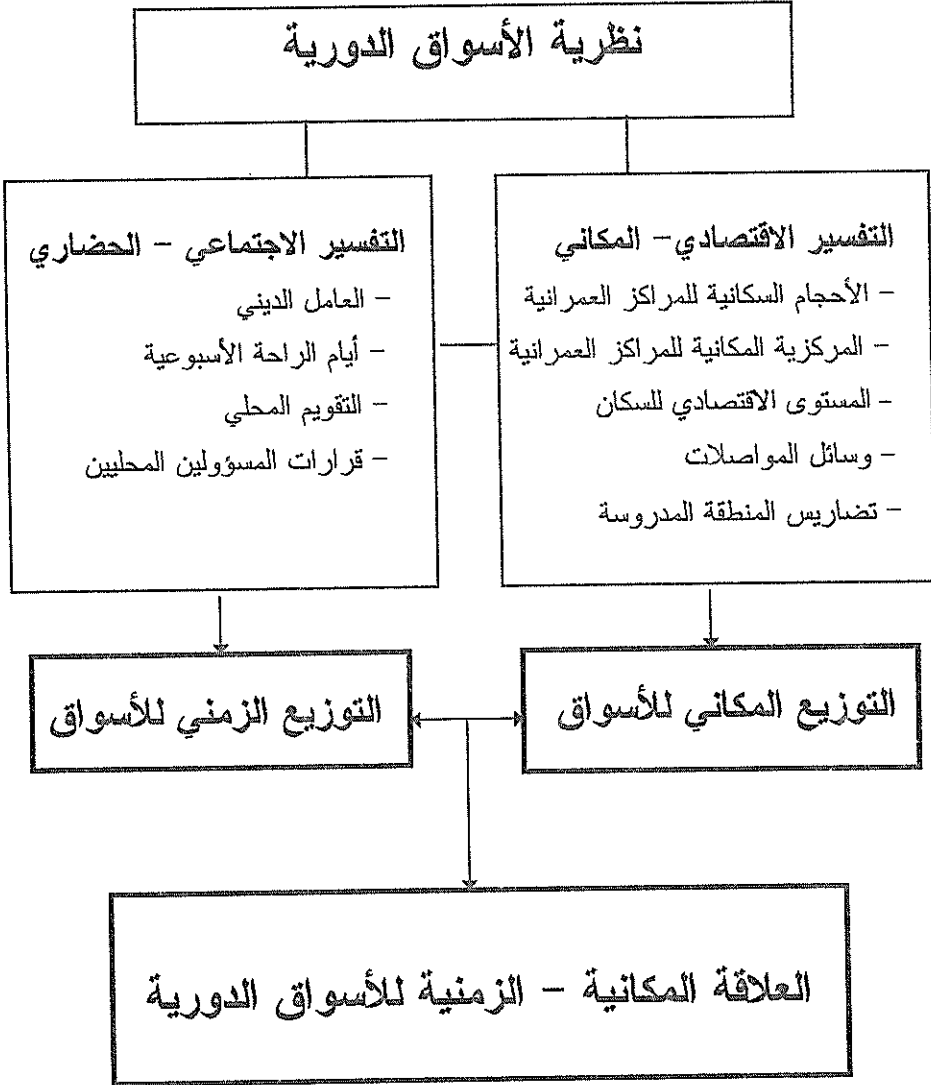 نظرية الأسواق الدورية
التفسير الاقتصادي– المكاني
– الأحجام السكانية للمراكز العمرانية
– المركزية المكانية للمراكز العمرانية
– المستوى الاقتصادي للسكان
– وسائل المواصلات
– تضاريس المنطقة المدروسة
التفسير الاجتماعي – الحضاري
– العامل الديني
– أيام الراحة الأسبوعية
– التقويم المحلي
– قرارات المسؤولين المحليين
التوزيع المكاني للأسواق
التوزيع الزمني للأسواق
العلاقة المكانية – الزمنية للأسواق الدورية